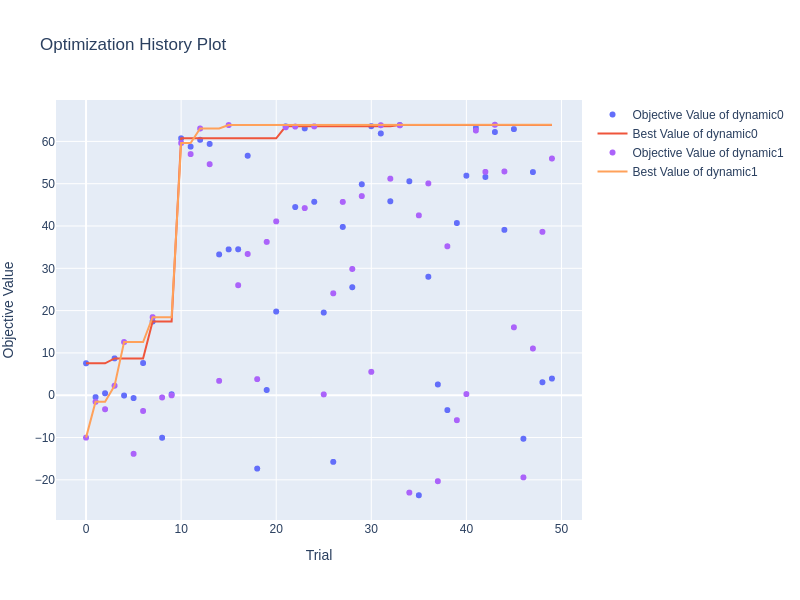 Optimization History Plot
Objective Value of dynamic0
Best Value of dynamic0
Objective Value of dynamic1
Best Value of dynamic1
Objective Value
60
50
40
30
20
10
0
−10
−20
0 10 20 30 40 50
Trial